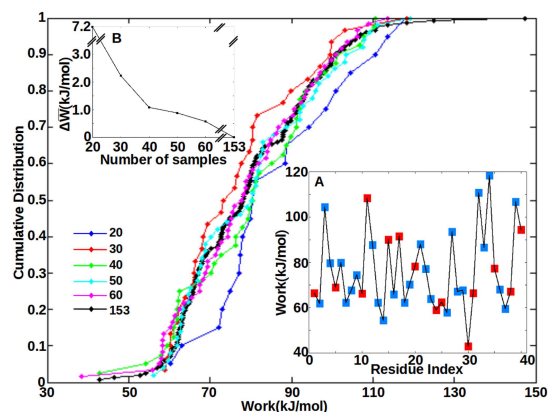 1
0.9
0.8
0.7
0.6
0.5
0.4
0.3
0.2
0.1
0
Cumulative Distribution
30 50 70 90 110 130 150
Work(kJ/mol)
20
30
40
50
60
153
B
7.2
3.0
2.0
1.0
0
ΔW(kJ/mol)
20 30 40 50 60 153
Number of samples
A
120
100
80
60
40
Work(kJ/mol)
0 10 20 30 40
Residue Index